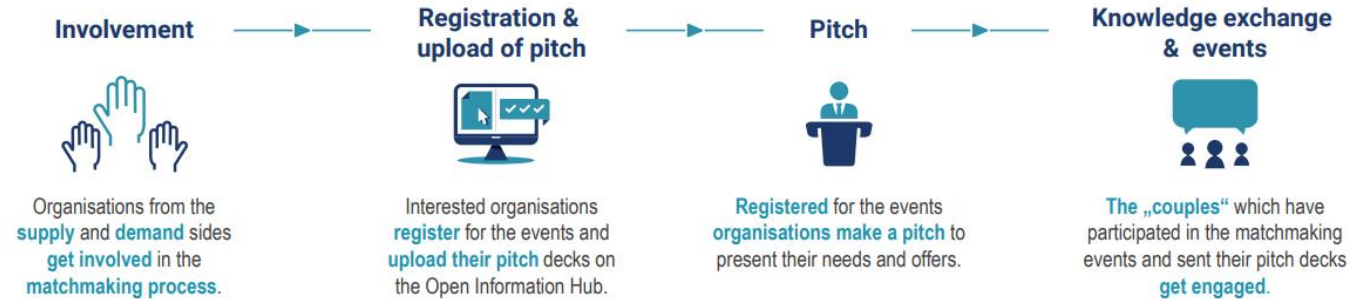 Involvement
Registration &
upload of pitch
Pitch
Knowledge exchange
& events
Organisations from the
supply and demand sides
get involved in the
matchmaking process.
Interested organisations
register for the events and
upload their pitch decks on
the Open Information Hub.
Registered for the events
organisations make a pitch to
present their needs and offers.
The „couples“ which have
participated in the matchmaking
events and sent their pitch decks
get engaged.